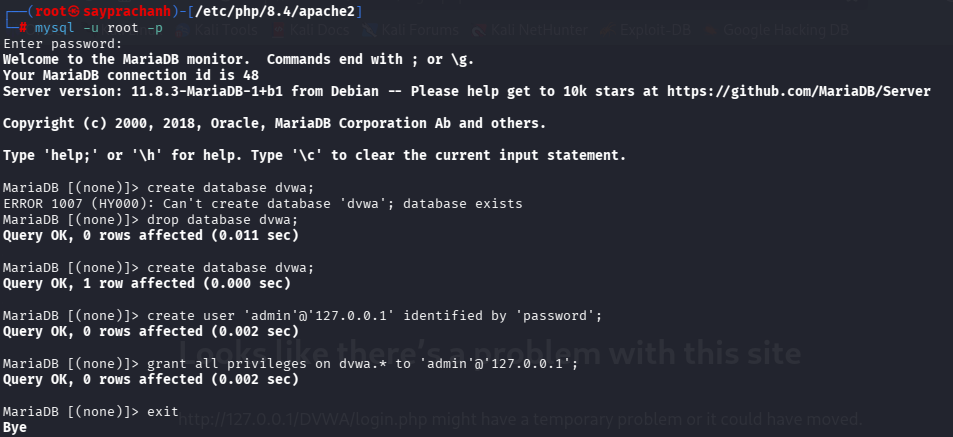 ┌──(root㉿sayprachanh)-[/etc/php/8.4/apache2]
└─# mysql -u root -p
Kali Tools Kali Docs Kali Forums Kali NetHunter Exploit-DB Google Hacking DB
Enter password:
Welcome to the MariaDB monitor.  Commands end with ; or \g.
Your MariaDB connection id is 48
Server version: 11.8.3-MariaDB-1+b1 from Debian -- Please help get to 10k stars at https://github.com/MariaDB/Server
Copyright (c) 2000, 2018, Oracle, MariaDB Corporation Ab and others.
Type 'help;' or '\h' for help. Type '\c' to clear the current input statement.
MariaDB [(none)]> create database dvwa;
ERROR 1007 (HY000): Can't create database 'dvwa'; database exists
MariaDB [(none)]> drop database dvwa;
Query OK, 0 rows affected (0.011 sec)
MariaDB [(none)]> create database dvwa;
Query OK, 1 row affected (0.000 sec)
MariaDB [(none)]> create user 'admin'@'127.0.0.1' identified by 'password';
Query OK, 0 rows affected (0.002 sec)
Looks like there's a problem with this site
MariaDB [(none)]> grant all privileges on dvwa.* to 'admin'@'127.0.0.1';
Query OK, 0 rows affected (0.002 sec)
MariaDB [(none)]> exit
http://127.0.0.1/DVWA/login.php might have a temporary problem or it could have moved.
Bye